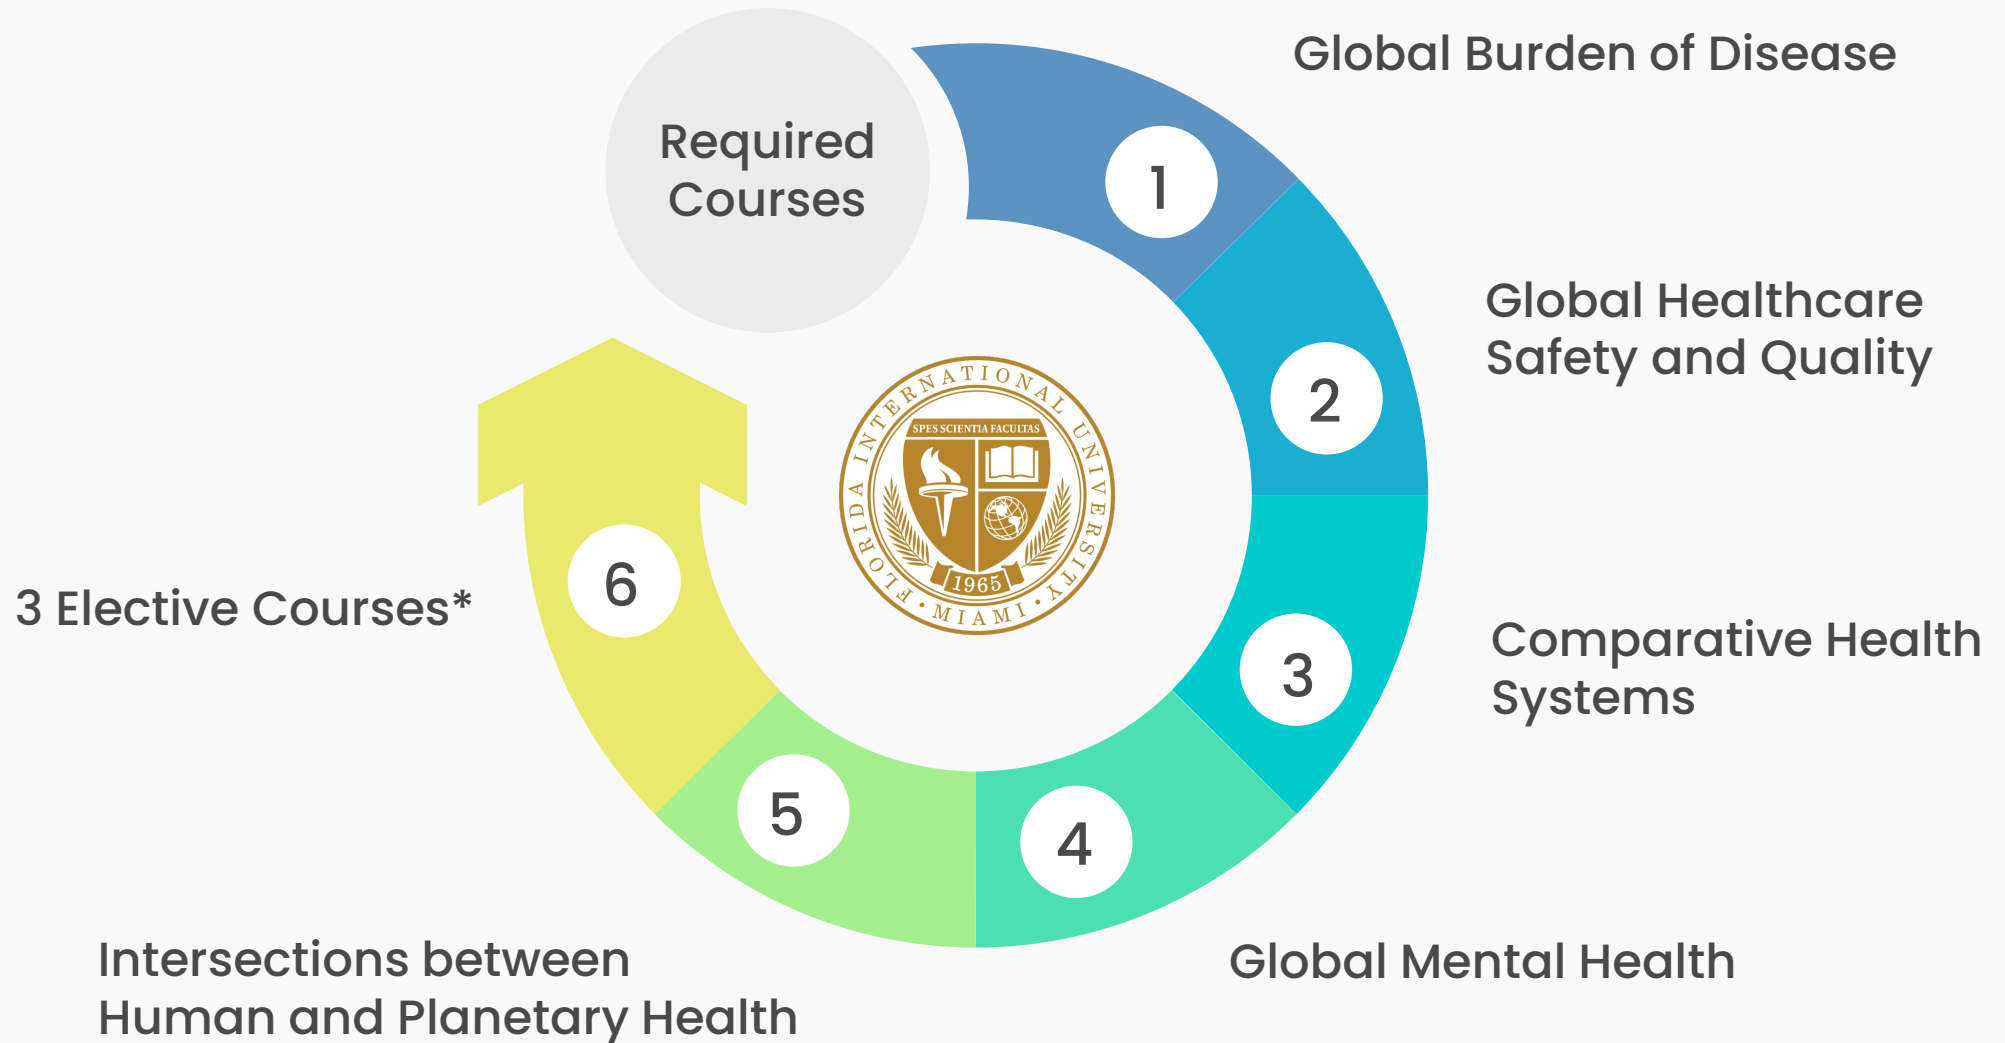 Required
Courses
1
Global Burden of Disease
2
Global Healthcare
Safety and Quality
3
Comparative Health
Systems
4
Global Mental Health
5
Intersections between
Human and Planetary Health
6
3 Elective Courses*
FLORIDA INTERNATIONAL UNIVERSITY
SPES SCIENTIA FACULTAS
1965
• MIAMI •